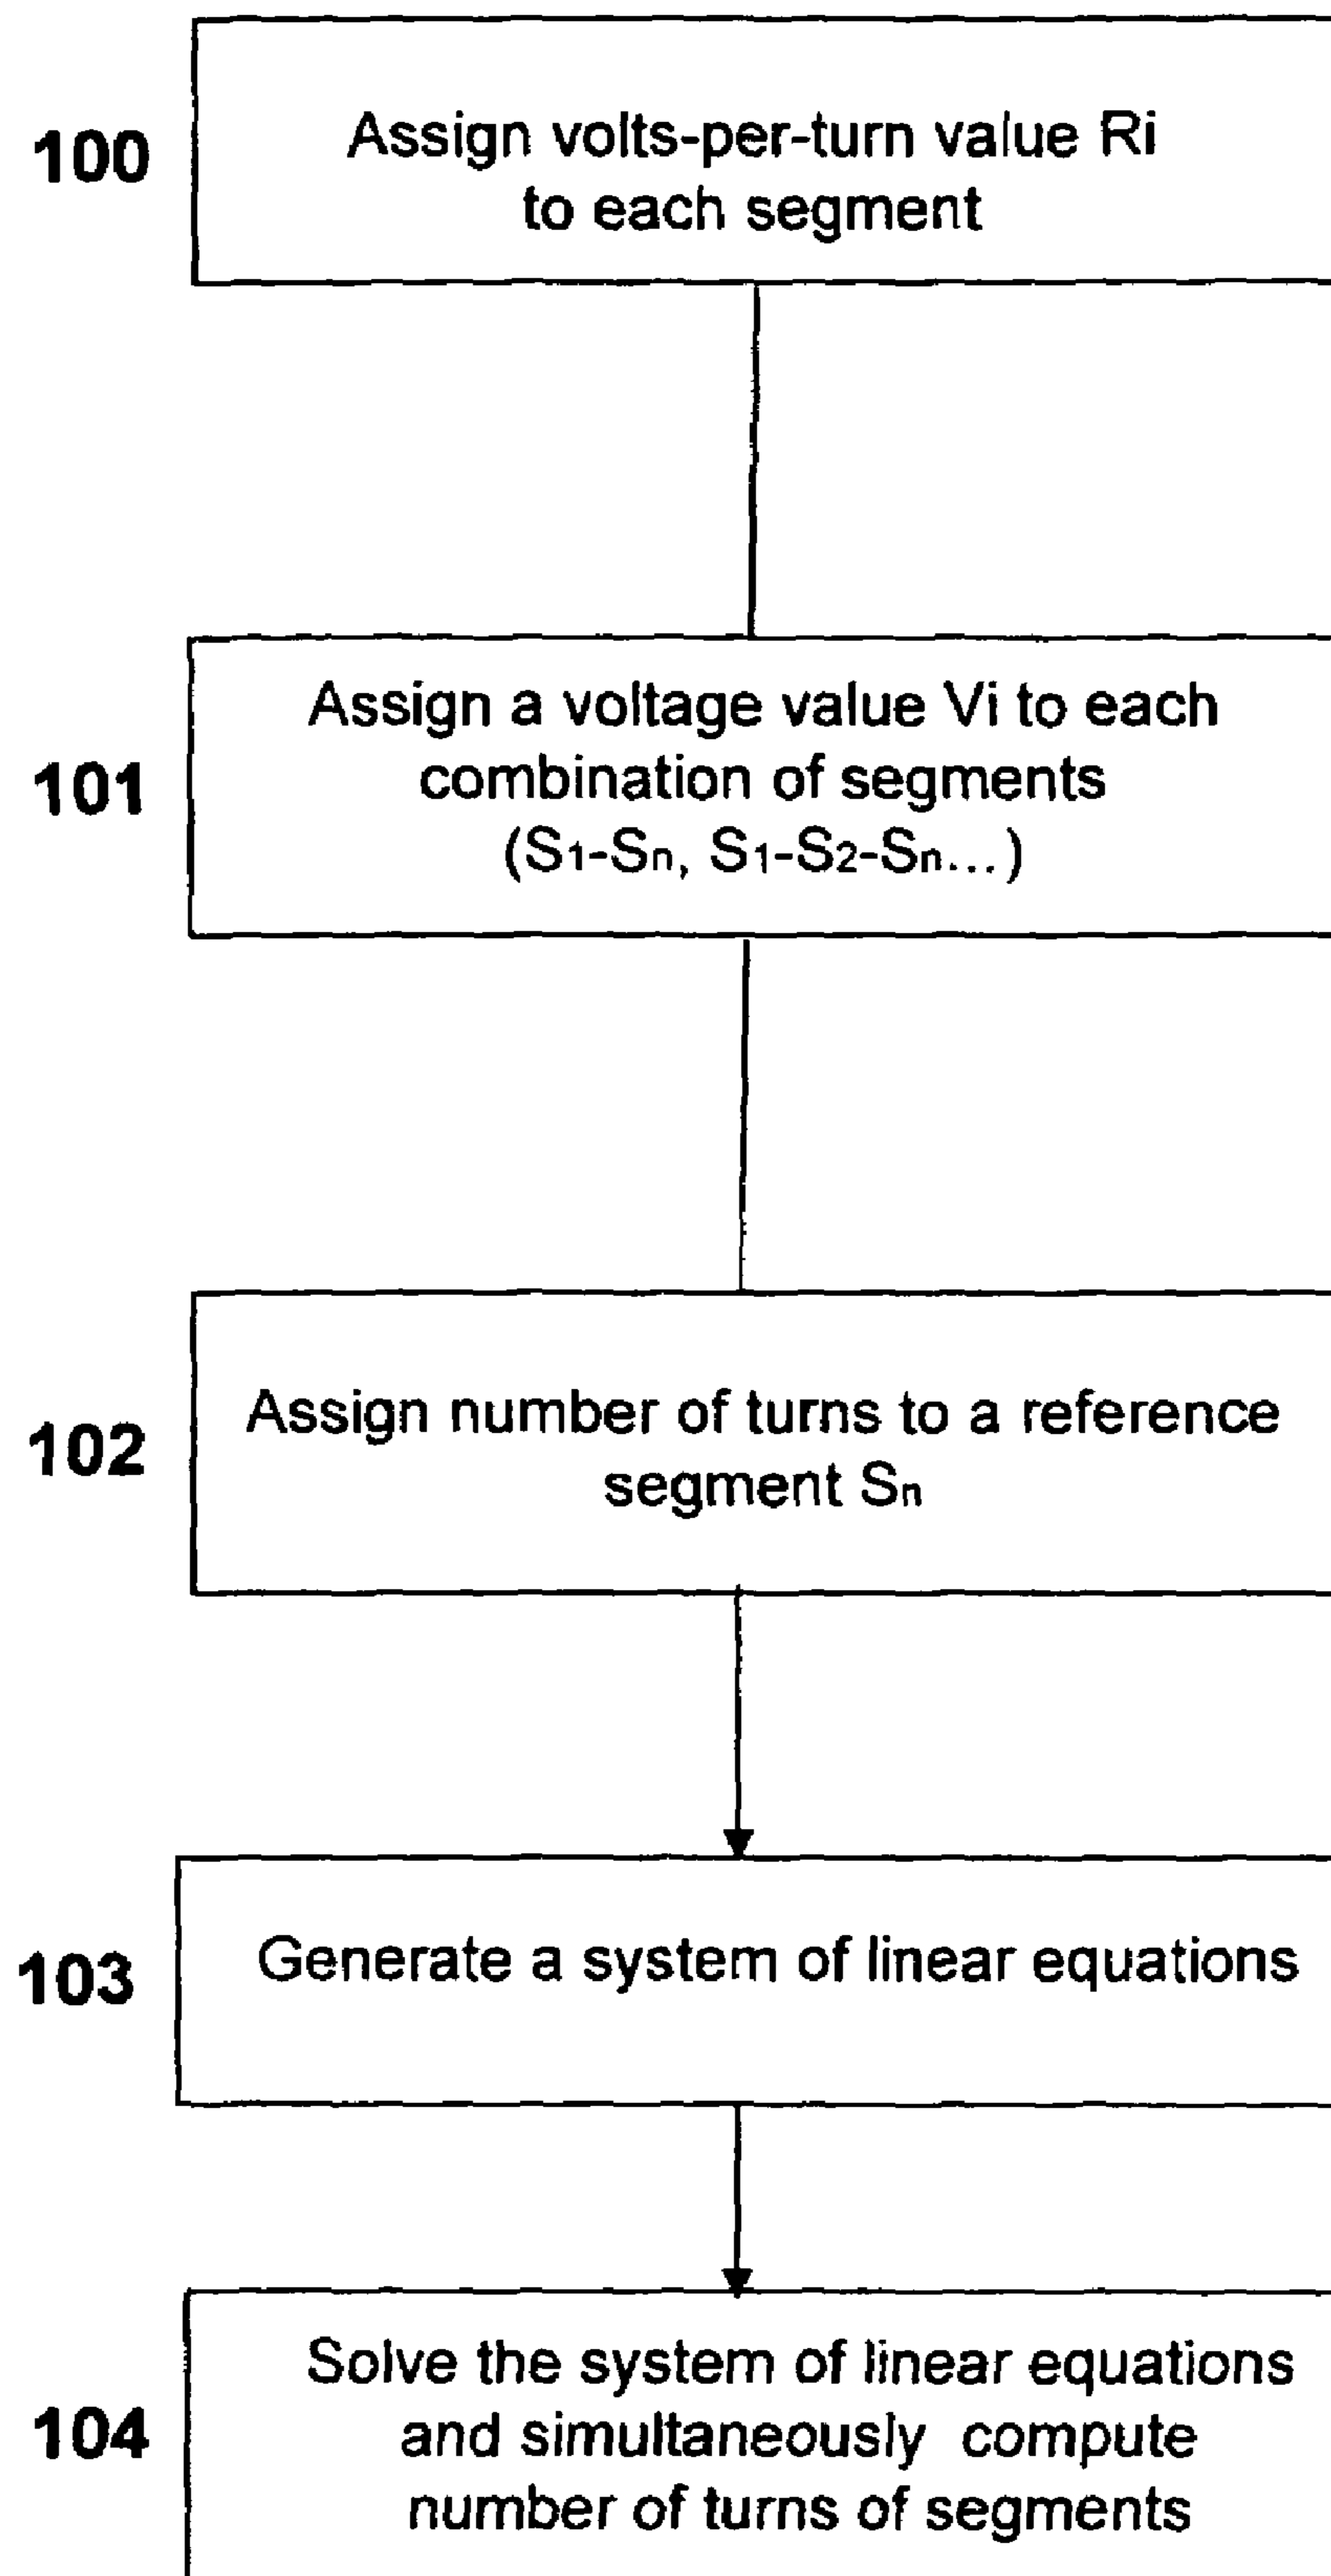 100
Assign volts-per-turn value Ri
to each segment
101
Assign a voltage value Vi to each
combination of segments
(S1-Sn, S1-S2-Sn...)
102
Assign number of turns to a reference
segment Sn
103
Generate a system of linear equations
104
Solve the system of linear equations
and simultaneously compute
number of turns of segments